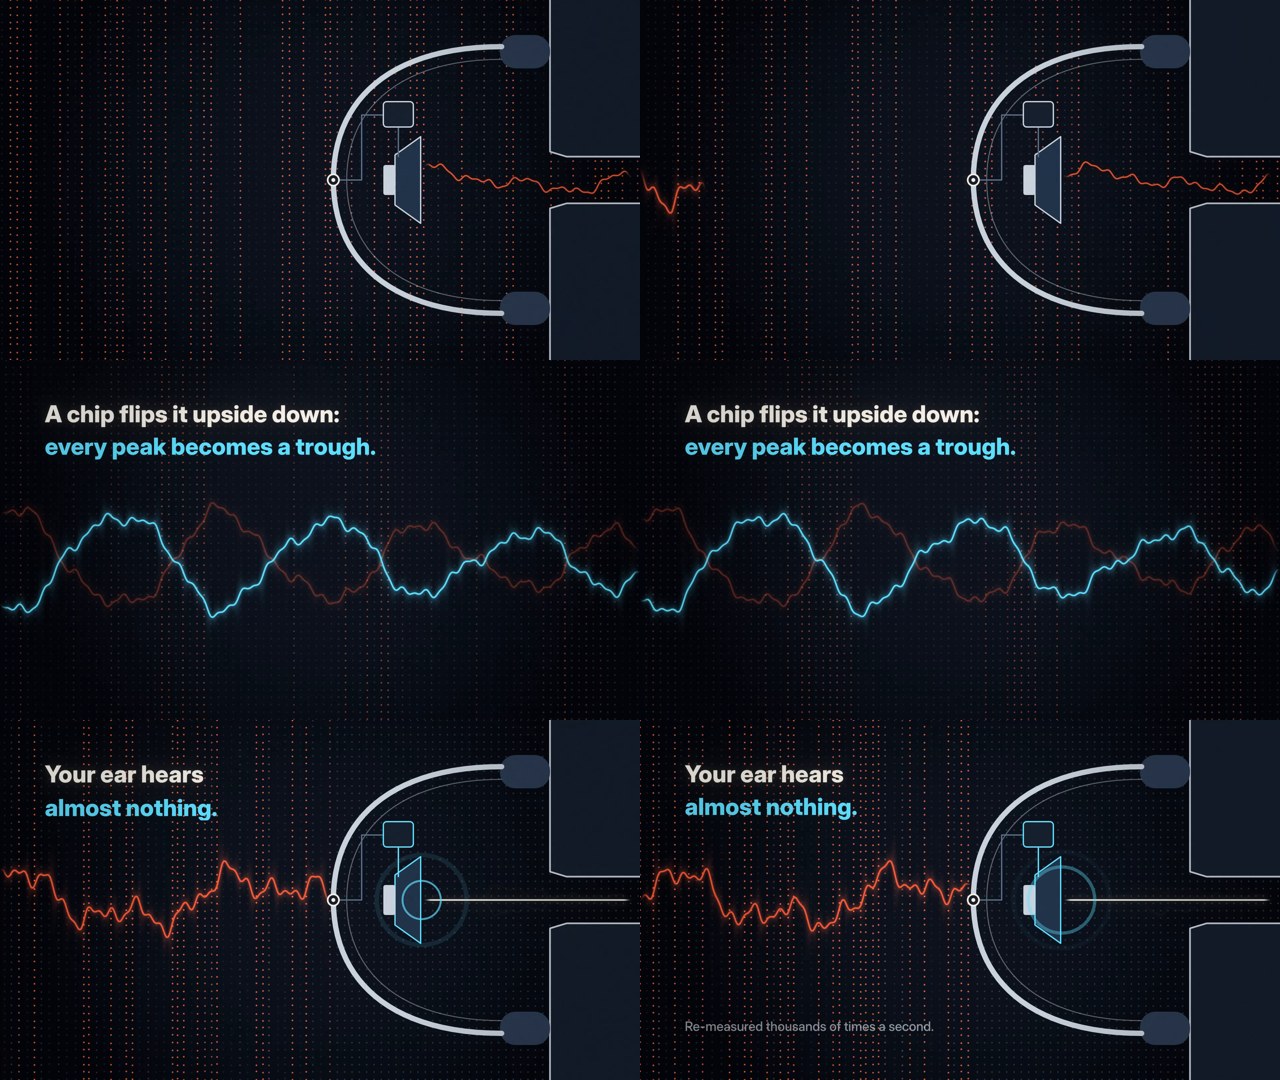 A chip flips it upside down:
every peak becomes a trough.
A chip flips it upside down:
every peak becomes a trough.
Your ear hears
almost nothing.
Your ear hears
almost nothing.
Re-measured thousands of times a second.